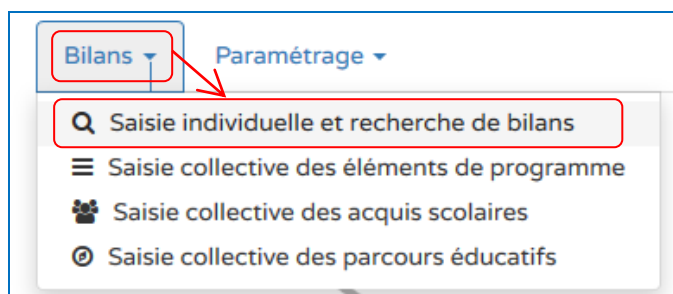 Bilans Paramétrage
Saisie individuelle et recherche de bilans
Saisie collective des éléments de programme
Saisie collective des acquis scolaires
Saisie collective des parcours éducatifs